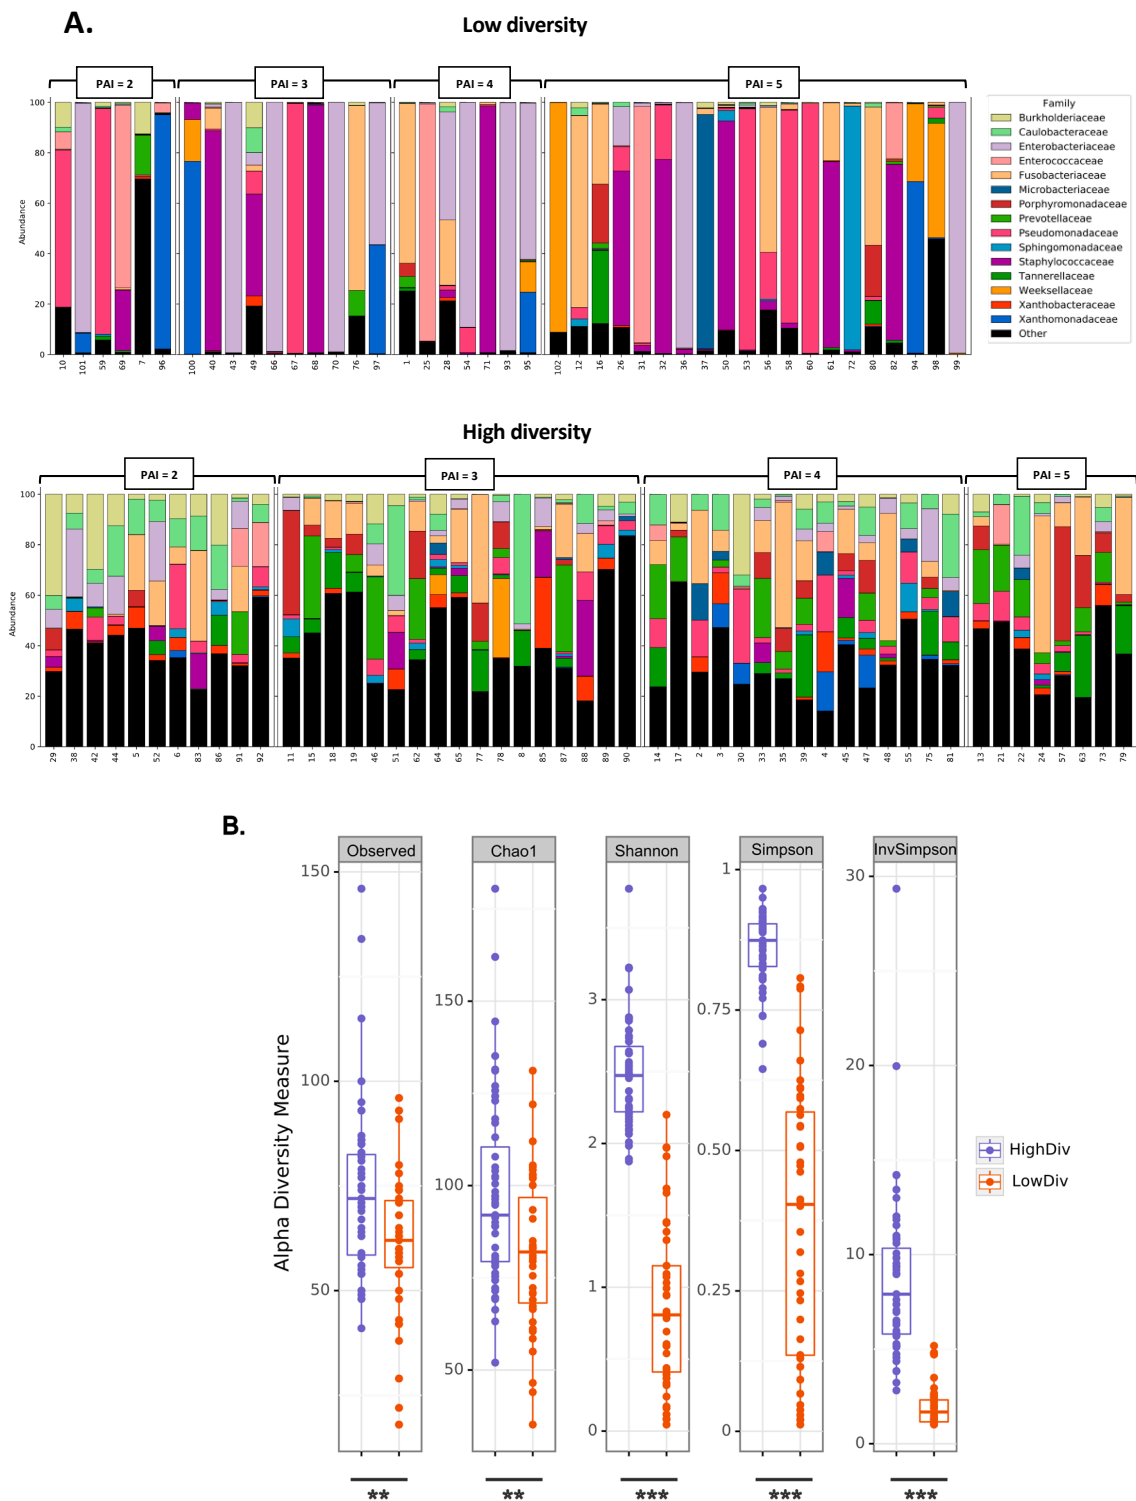 A.
Low diversity
PAI = 2
PAI = 3
PAI = 4
PAI = 5
100
80
60
40
20
0
Abundance
10 101 59 69 7 96 100 40 43 49 66 67 68 70 76 97 1 25 28 54 71 93 95 102 12 16 26 31 32 36 37 50 53 56 58 60 61 72 80 82 94 98 99
Family
Burkholderiaceae
Caulobacteraceae
Enterobacteriaceae
Enterococcaceae
Fusobacteriaceae
Microbacteriaceae
Porphyromonadaceae
Prevotellaceae
Pseudomonadaceae
Sphingomonadaceae
Staphylococcaceae
Tannerellaceae
Weeksellaceae
Xanthobacteraceae
Xanthomonadaceae
Other
High diversity
PAI = 2
PAI = 3
PAI = 4
PAI = 5
100
80
60
40
20
0
Abundance
29 38 42 44 5 52 6 83 86 91 92 11 15 18 19 46 51 62 64 65 77 78 8 85 87 88 89 90 14 17 2 3 30 33 35 39 4 45 47 48 55 75 81 13 21 22 24 57 63 73 79
B.
Observed
Chao1
Shannon
Simpson
InvSimpson
Alpha Diversity Measure
150
100
50
150
100
50
3
2
1
0
1
0.75
0.50
0.25
0
30
20
10
0
HighDiv
LowDiv
**
**
***
***
***